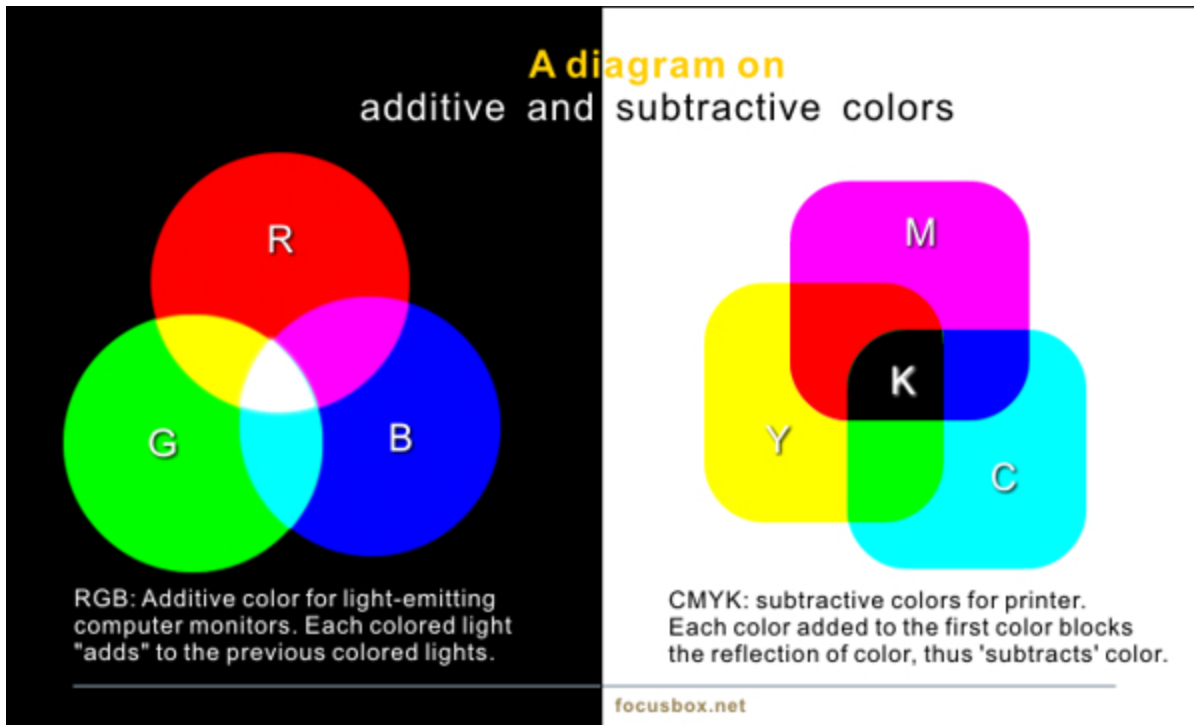 A diagram on
additive and subtractive colors
R
G
B
M
Y
K
C
RGB: Additive color for light-emitting
computer monitors. Each colored light
"adds" to the previous colored lights.
CMYK: subtractive colors for printer.
Each color added to the first color blocks
the reflection of color, thus 'subtracts' color.
focusbox.net